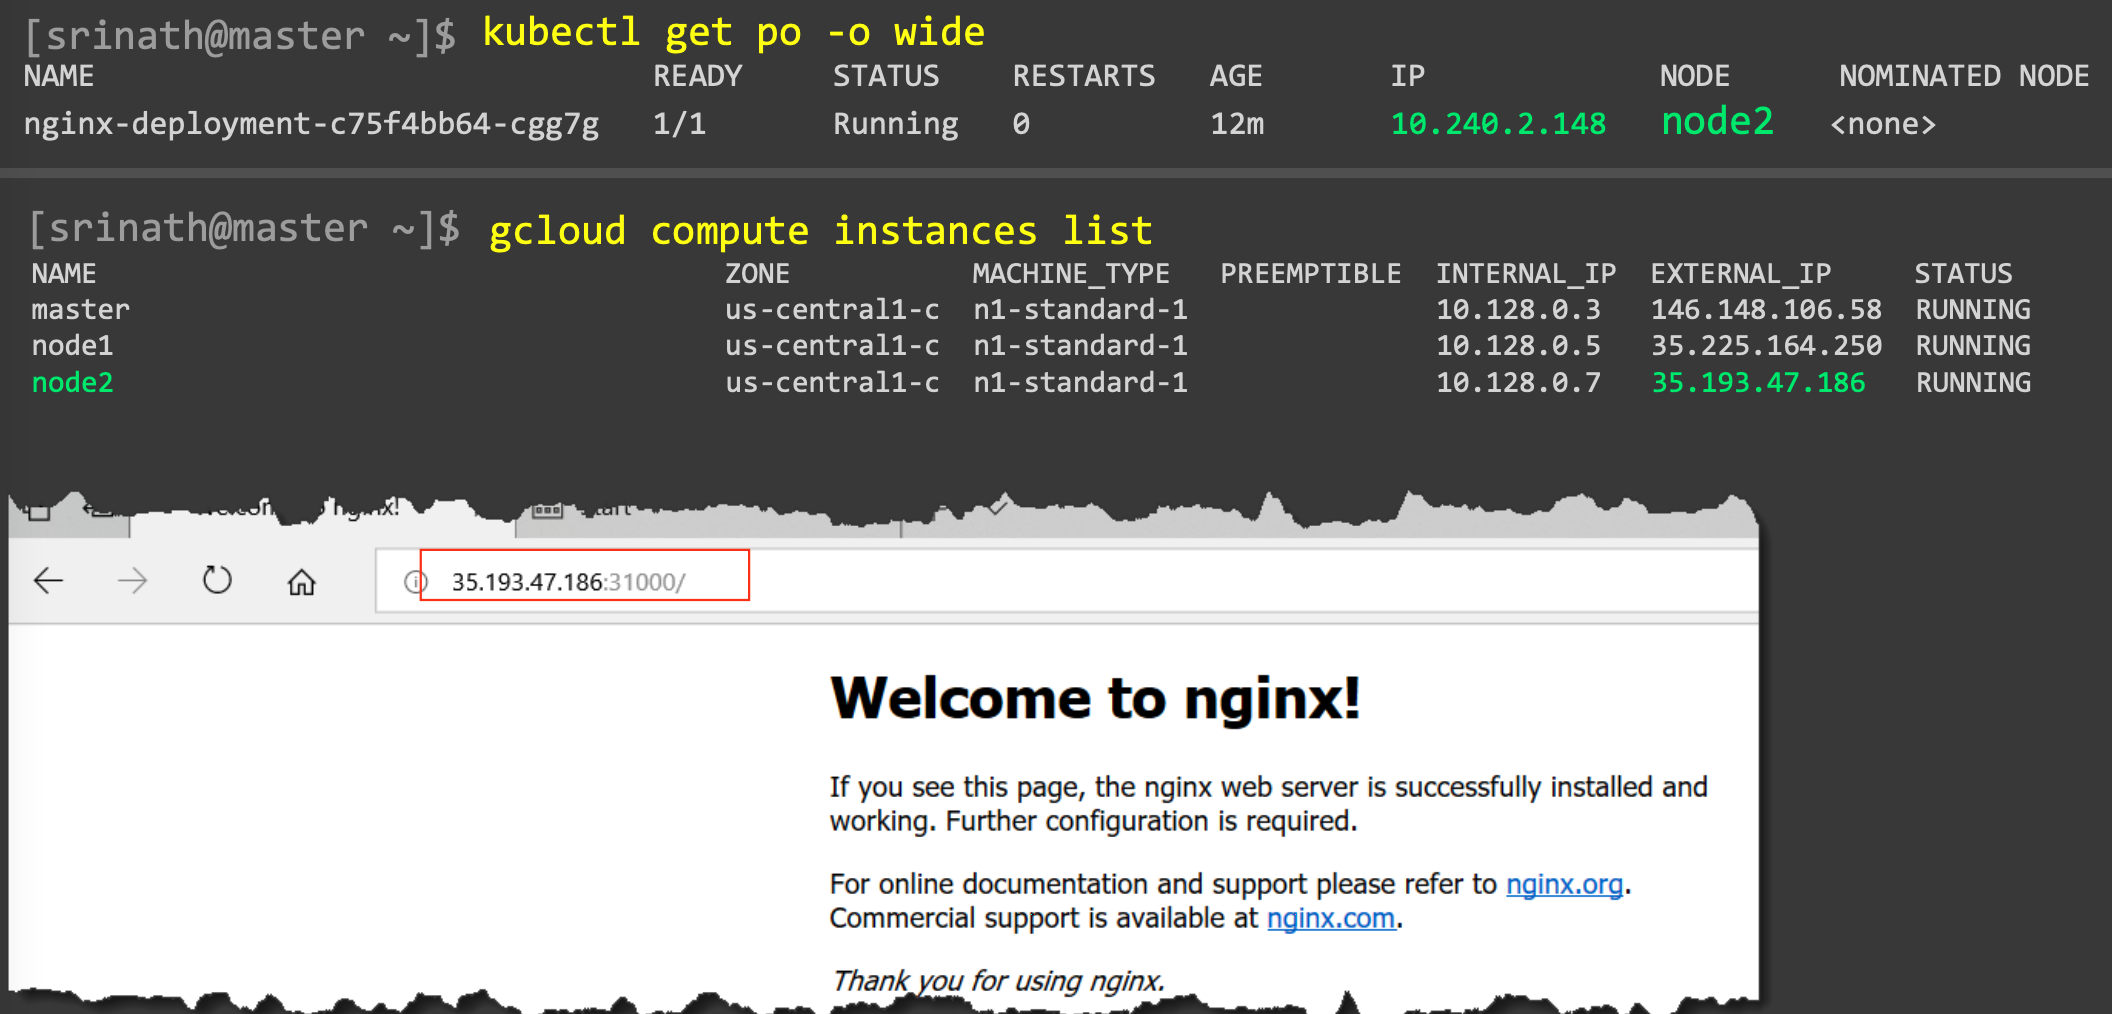 [srinath@master ~]$ kubectl get po -o wide
NAME READY STATUS RESTARTS AGE IP NODE NOMINATED NODE
nginx-deployment-c75f4bb64-cgg7g 1/1 Running 0 12m 10.240.2.148 node2 <none>
[srinath@master ~]$ gcloud compute instances list
NAME ZONE MACHINE_TYPE PREEMPTIBLE INTERNAL_IP EXTERNAL_IP STATUS
master us-central1-c n1-standard-1 10.128.0.3 146.148.106.58 RUNNING
node1 us-central1-c n1-standard-1 10.128.0.5 35.225.164.250 RUNNING
node2 us-central1-c n1-standard-1 10.128.0.7 35.193.47.186 RUNNING
nginx!
35.193.47.186:31000/
Welcome to nginx!
If you see this page, the nginx web server is successfully installed and
working. Further configuration is required.
For online documentation and support please refer to nginx.org.
Commercial support is available at nginx.com.
Thank you for using nginx.